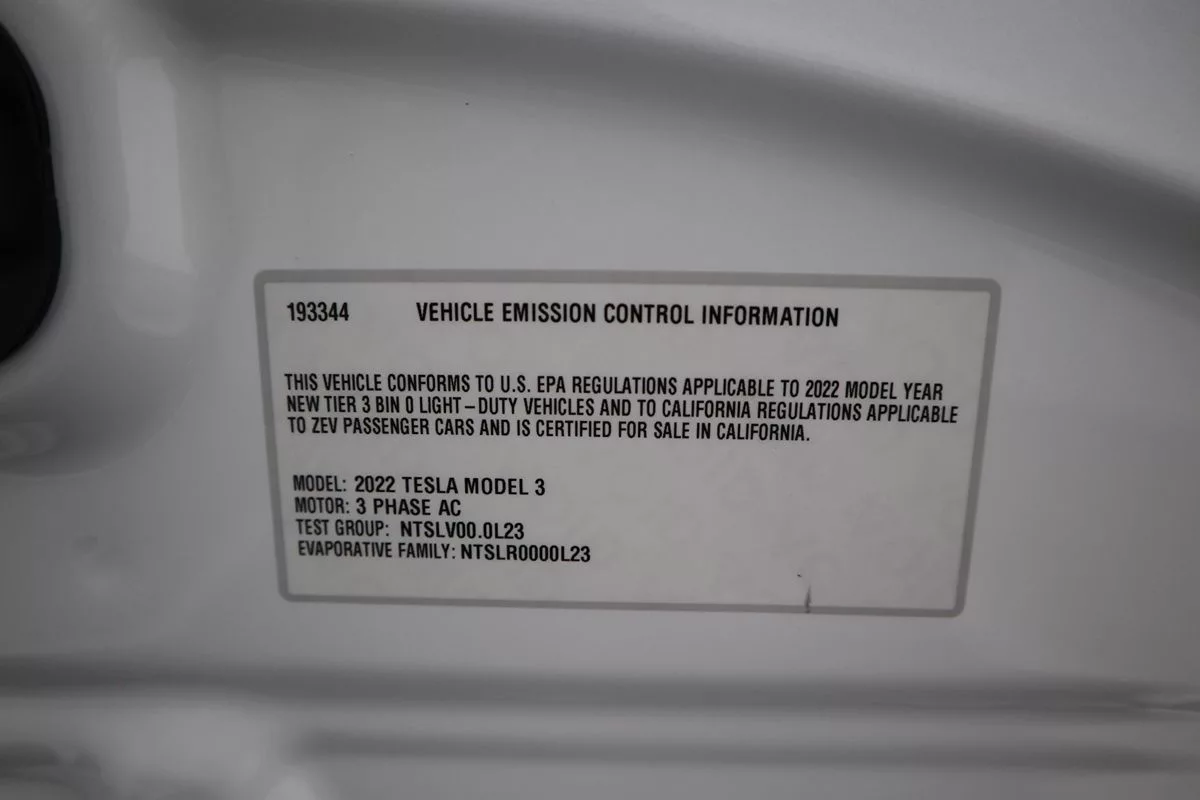 193344 VEHICLE EMISSION CONTROL INFORMATION
THIS VEHICLE CONFORMS TO U.S. EPA REGULATIONS APPLICABLE TO 2022 MODEL YEAR
NEW TIER 3 BIN 0 LIGHT-DUTY VEHICLES AND TO CALIFORNIA REGULATIONS APPLICABLE
TO ZEV PASSENGER CARS AND IS CERTIFIED FOR SALE IN CALIFORNIA.
MODEL: 2022 TESLA MODEL 3
MOTOR: 3 PHASE AC
TEST GROUP: NTSLV00.0L23
EVAPORATIVE FAMILY: NTSLR0000L23